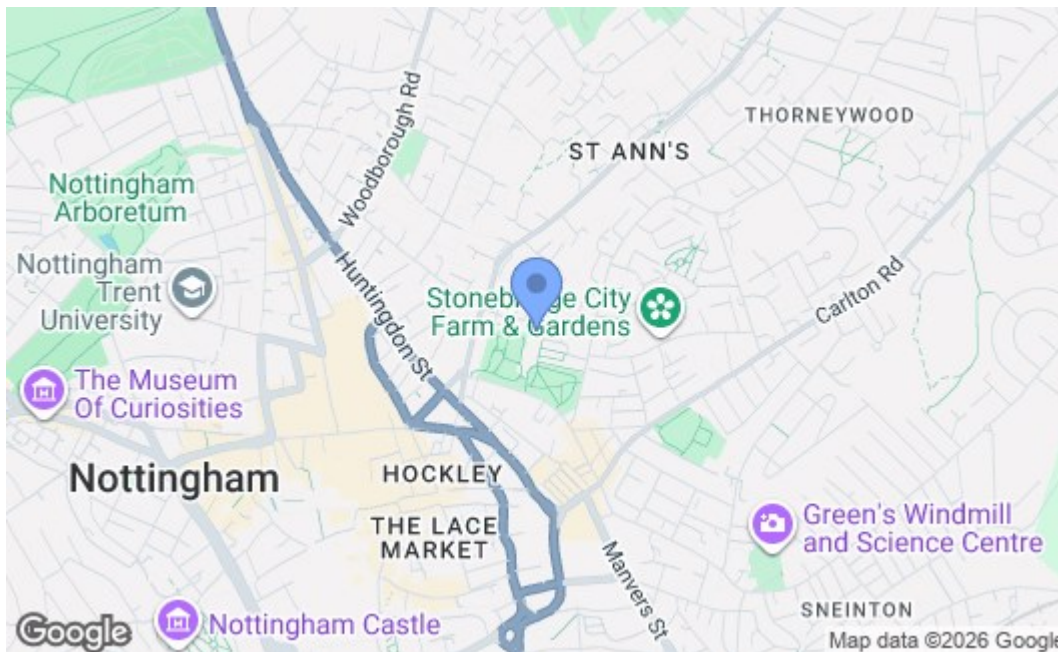 THORNEYWOOD
ST ANN'S
Woodborough Rd
Nottingham
Arboretum
Nottingham
Trent
University
Huntingdon St
Stonebridge City
Farm & Gardens
Carlton Rd
The Museum
Of Curiosities
Nottingham
HOCKLEY
THE LACE
MARKET
Green's Windmill
and Science Centre
Manvers St
SNEINTON
Nottingham Castle
Google
Map data ©2026 Google